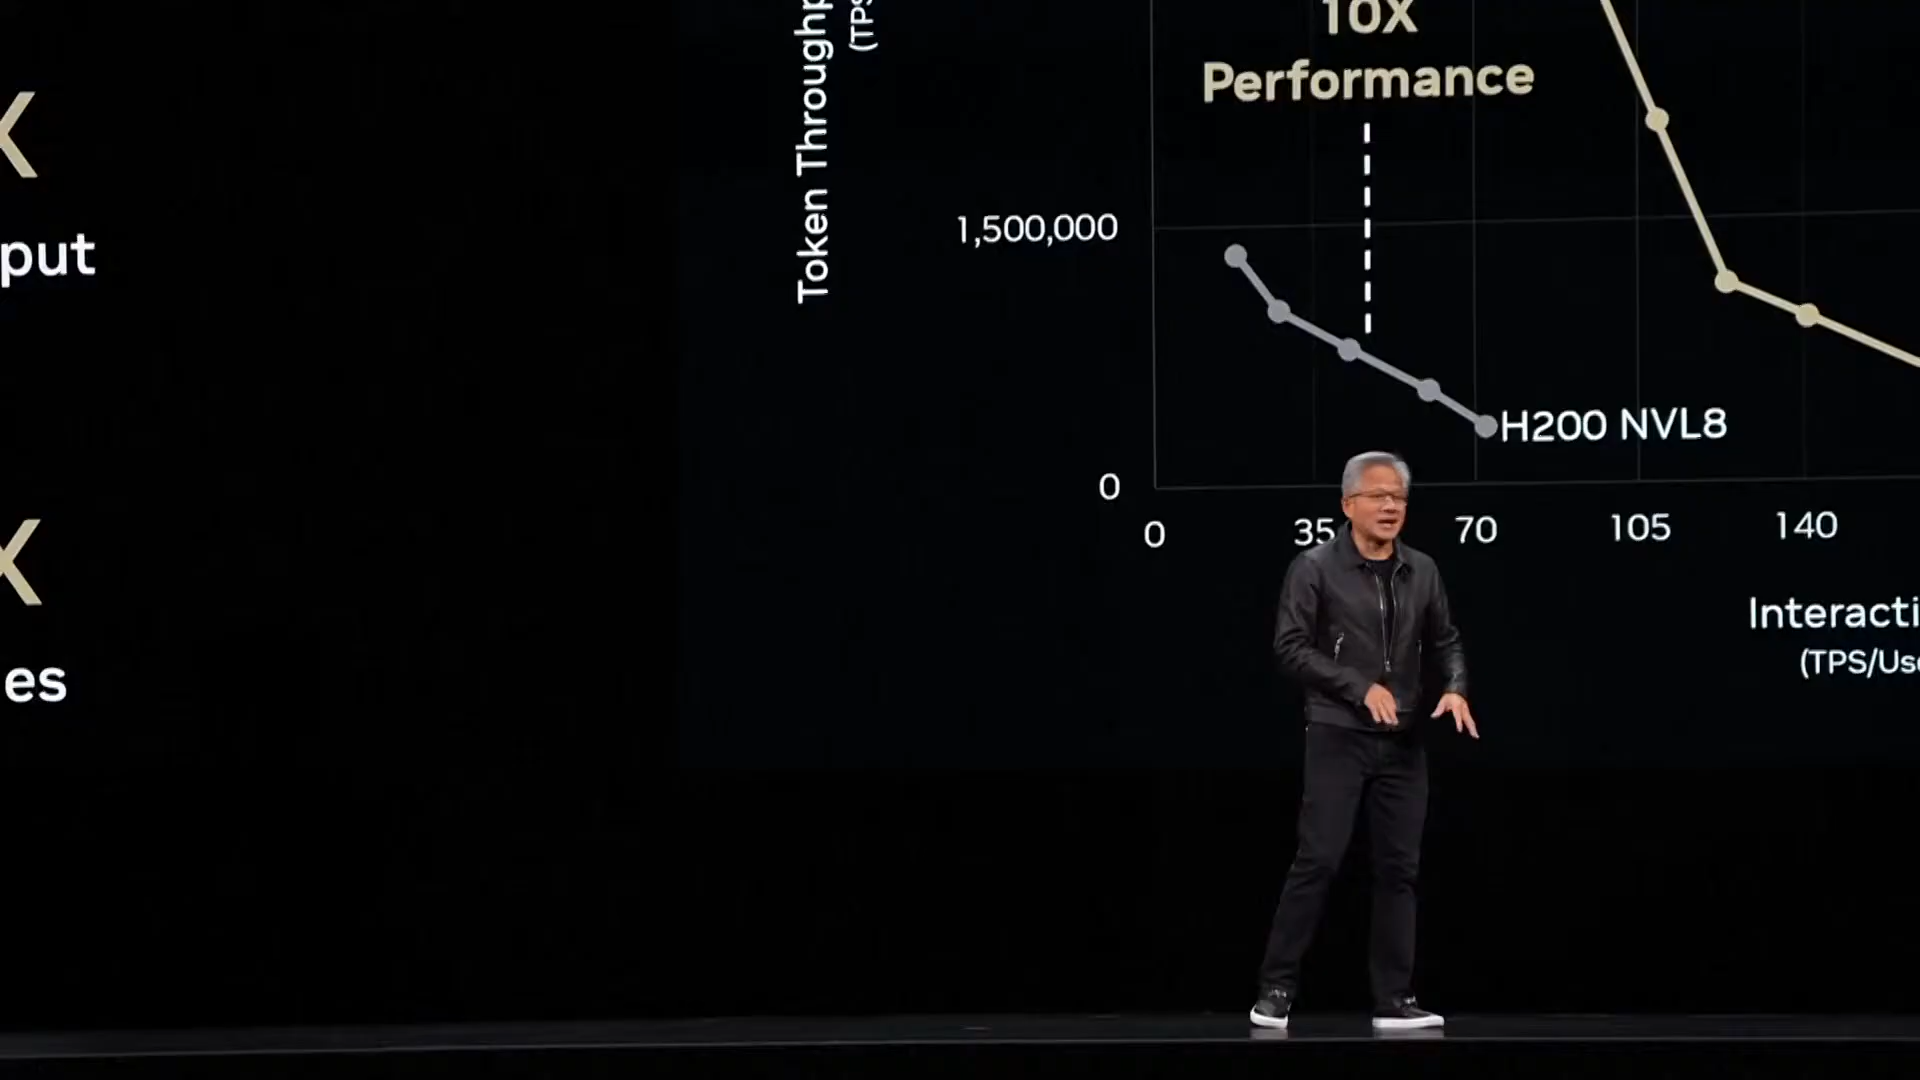 X
put
X
es
Token Throughp
(TPS
10X
Performance
1,500,000
H200 NVL8
0
0 35 70 105 140
Interacti
(TPS/Use